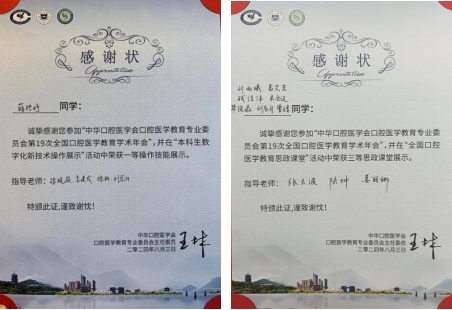 感谢状
Appreciation
同学：
诚挚感谢您参加“中华口腔医学会口腔医学教育专业委
员会第19次全国口腔医学教育学术年会”，并在“本科生数
字化新技术操作展示”活动中荣获一等操作技能展示。
指导老师：
特颁此证，谨致谢忱！
中华口腔医学会
口腔医学教育专业委员会主任委员
二零二四年八月三日
感谢状
Appreciation
同学：
诚挚感谢您参加“中华口腔医学会口腔医学教育专业委
员会第19次全国口腔医学教育学术年会”，并在“全国口腔
医学教育思政课堂”活动中荣获三等思政课堂展示。
指导老师： 张玉波 陆坤 姜丽娜
特颁此证，谨致谢忱！
中华口腔医学会
口腔医学教育专业委员会主任委员
二零二四年八月三日